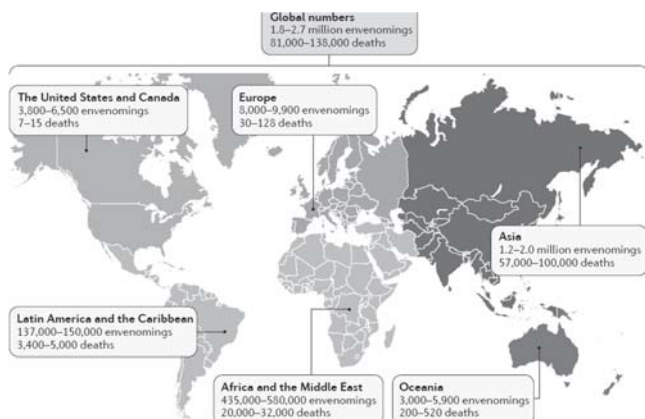 Global numbers
1.8–2.7 million envenomings
81,000–138,000 deaths
The United States and Canada
3,800–6,500 envenomings
7–15 deaths
Europe
8,000–9,900 envenomings
30–128 deaths
Asia
1.2–2.0 million envenomings
57,000–100,000 deaths
Latin America and the Caribbean
137,000–150,000 envenomings
3,400–5,000 deaths
Africa and the Middle East
435,000–580,000 envenomings
20,000–32,000 deaths
Oceania
3,000–5,900 envenomings
200–520 deaths